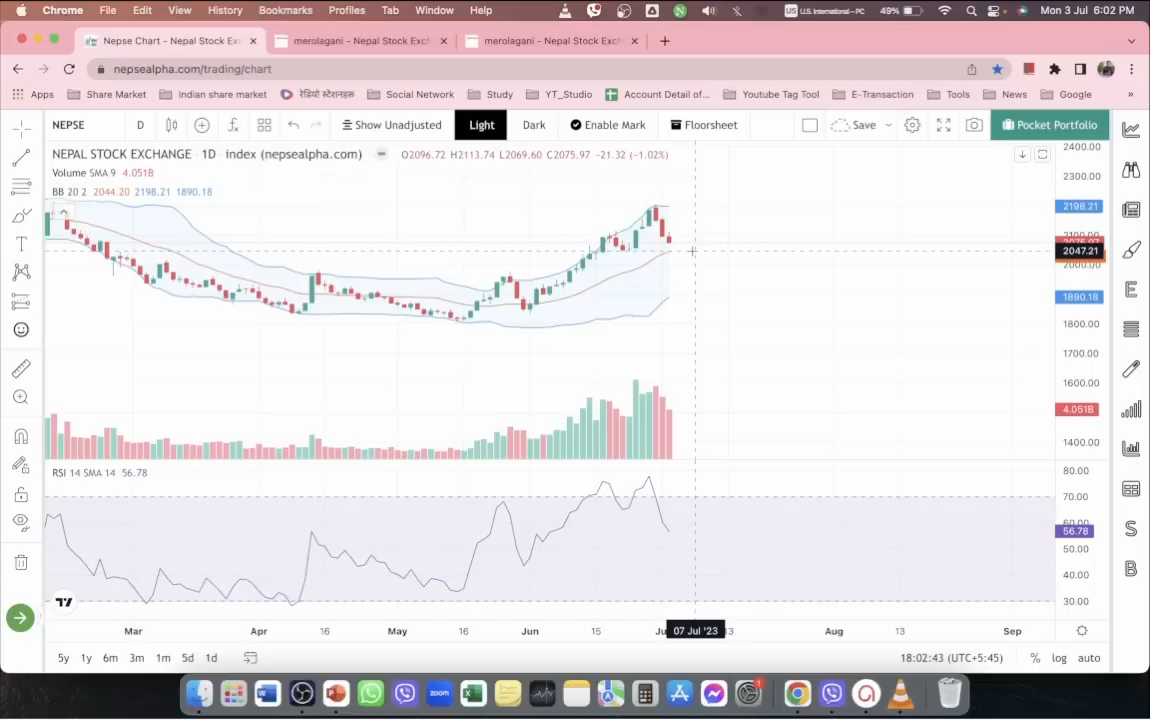 Chrome File Edit View History Bookmarks Profiles Tab Window Help U.S. International – PC 49% Mon 3 Jul 6:02 PM
Nepse Chart - Nepal Stock Ex merolagani - Nepal Stock Exch merolagani - Nepal Stock Exch
nepsealpha.com/trading/chart
Apps Share Market Indian share market रेडियो स्टेशनहरू Social Network Study YT_Studio Account Detail of... Youtube Tag Tool E-Transaction Tools News Google »
NEPSE D Show Unadjusted Light Dark Enable Mark Floorsheet Save Pocket Portfolio
NEPAL STOCK EXCHANGE · 1D · index (nepsealpha.com) O2096.72 H2113.74 L2069.60 C2075.97 −21.32 (−1.02%)
Volume SMA 9 4.051B
BB 20 2 2044.20 2198.21 1890.18
2400.00
2300.00
2198.21
2100.00
2047.21
2000.00
1890.18
1800.00
1700.00
1600.00
4.051B
1400.00
RSI 14 SMA 14 56.78
80.00
70.00
60.00
56.78
50.00
40.00
30.00
Mar Apr 16 May 16 Jun 15 07 Jul '23 13 Aug 13 Sep
5y 1y 6m 3m 1m 5d 1d 18:02:43 (UTC+5:45) % log auto
zoom